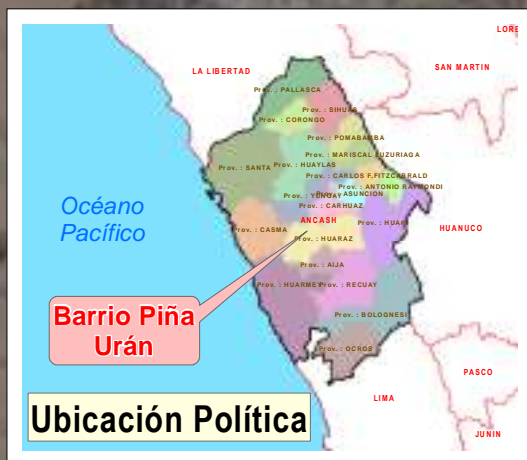 LORE
SAN MARTIN
LA LIBERTAD
Prov. : PALLASCA
Prov. : SIHUAS
Prov. : CORONGO
Prov. : POMABAMBA
Prov. : MARISCAL LUZURIAGA
Prov. : SANTA
Prov. : HUAYLAS
Prov. : CARLOS F.FITZCARRALD
Prov. : ANTONIO RAYMONDI
Prov. : YUNGAY
ASUNCION
Prov. : CARHUAZ
Océano
Pacífico
ANCASH
Prov. : HUARI
HUANUCO
Prov. : CASMA
Prov. : HUARAZ
Prov. : AIJA
Prov. : HUARMEY
Prov. : RECUAY
Barrio Piña
Urán
Prov. : BOLOGNESI
Prov. : OCROS
PASCO
LIMA
Ubicación Política
JUNIN